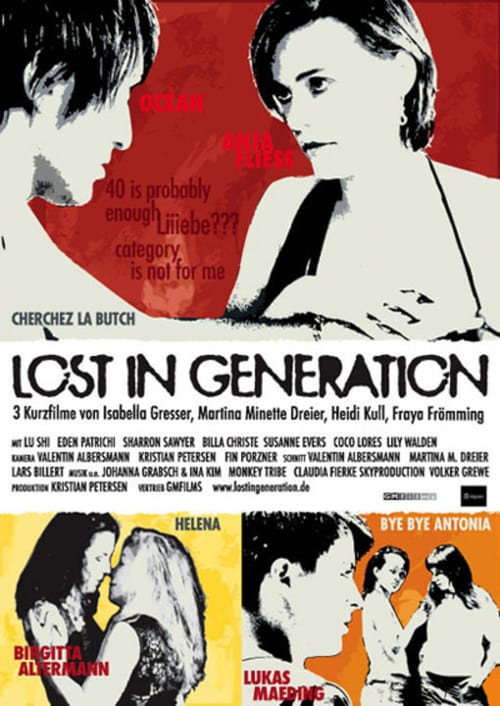 OCEAN
ANJA
FLIESS
40 is probably
enough Liiiebe???
category
is not for me
CHERCHEZ LA BUTCH
LOST IN GENERATION
3 Kurzfilme von Isabella Gresser, Martina Minette Dreier, Heidi Kull, Fraya Frömming
MIT LU SHI EDEN PATRICHI SHARRON SAWYER BILLA CHRISTE SUSANNE EVERS COCO LORES LILY WALDEN
KAMERA VALENTIN ALBERSMANN KRISTIAN PETERSEN FIN PORZNER SCHNITT VALENTIN ALBERSMANN MARTINA M. DREIER
LARS BILLERT MUSIK u.a. JOHANNA GRABSCH & INA KIM MONKEY TRIBE CLAUDIA FIERKE SKYPRODUCTION VOLKER GREWE
PRODUKTION KRISTIAN PETERSEN VERTRIEB GMFILMS www.lostingeneration.de
GMFILMS
HELENA
BYE BYE ANTONIA
BIRGITTA
ALTERMANN
LUKAS
MAEDING